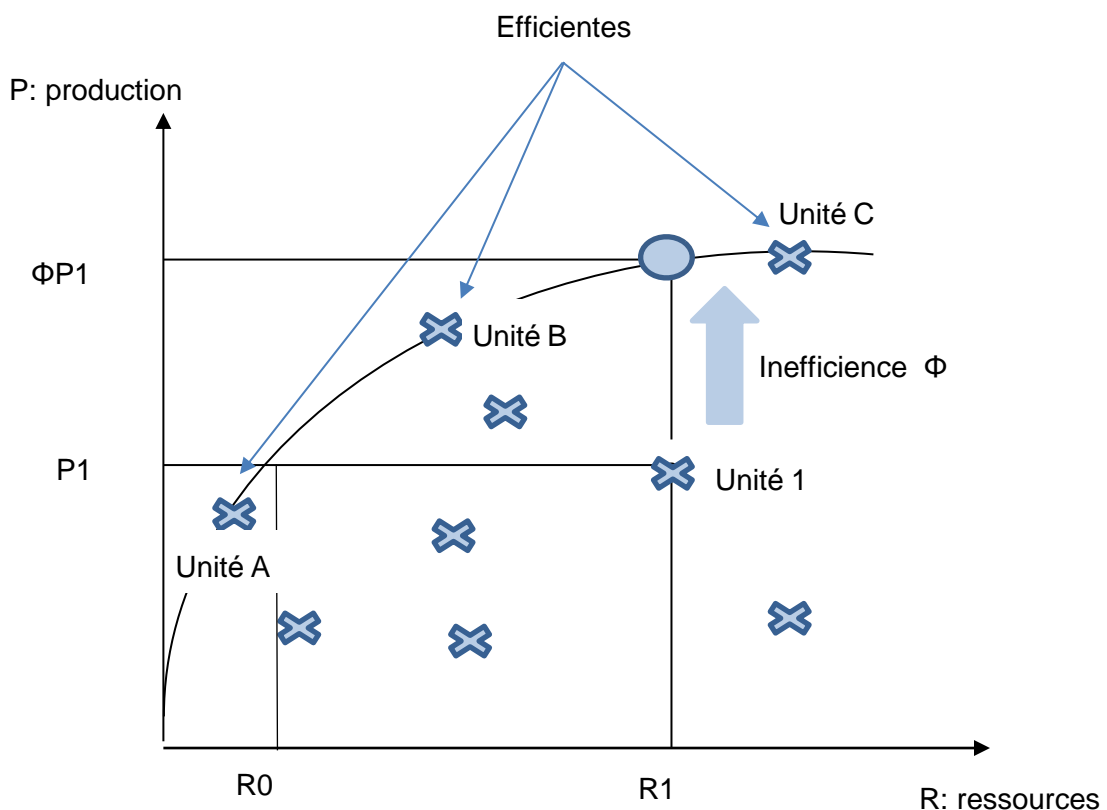 Efficientes
P: production
Unité C
ΦP1
Unité B
Inefficience Φ
P1
Unité 1
Unité A
R0
R1
R: ressources